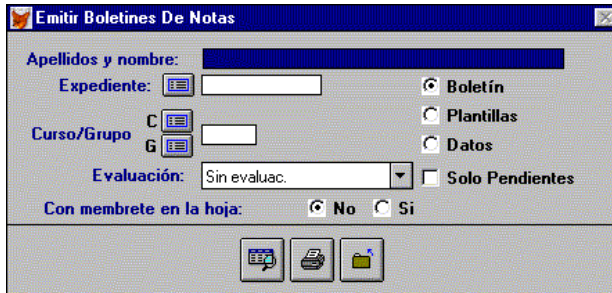 Emitir Boletines De Notas
Apellidos y nombre:
Expediente:
Boletín
Plantillas
Curso/Grupo
C
G
Datos
Evaluación:
Sin evaluac.
Solo Pendientes
Con membrete en la hoja:
No
Si